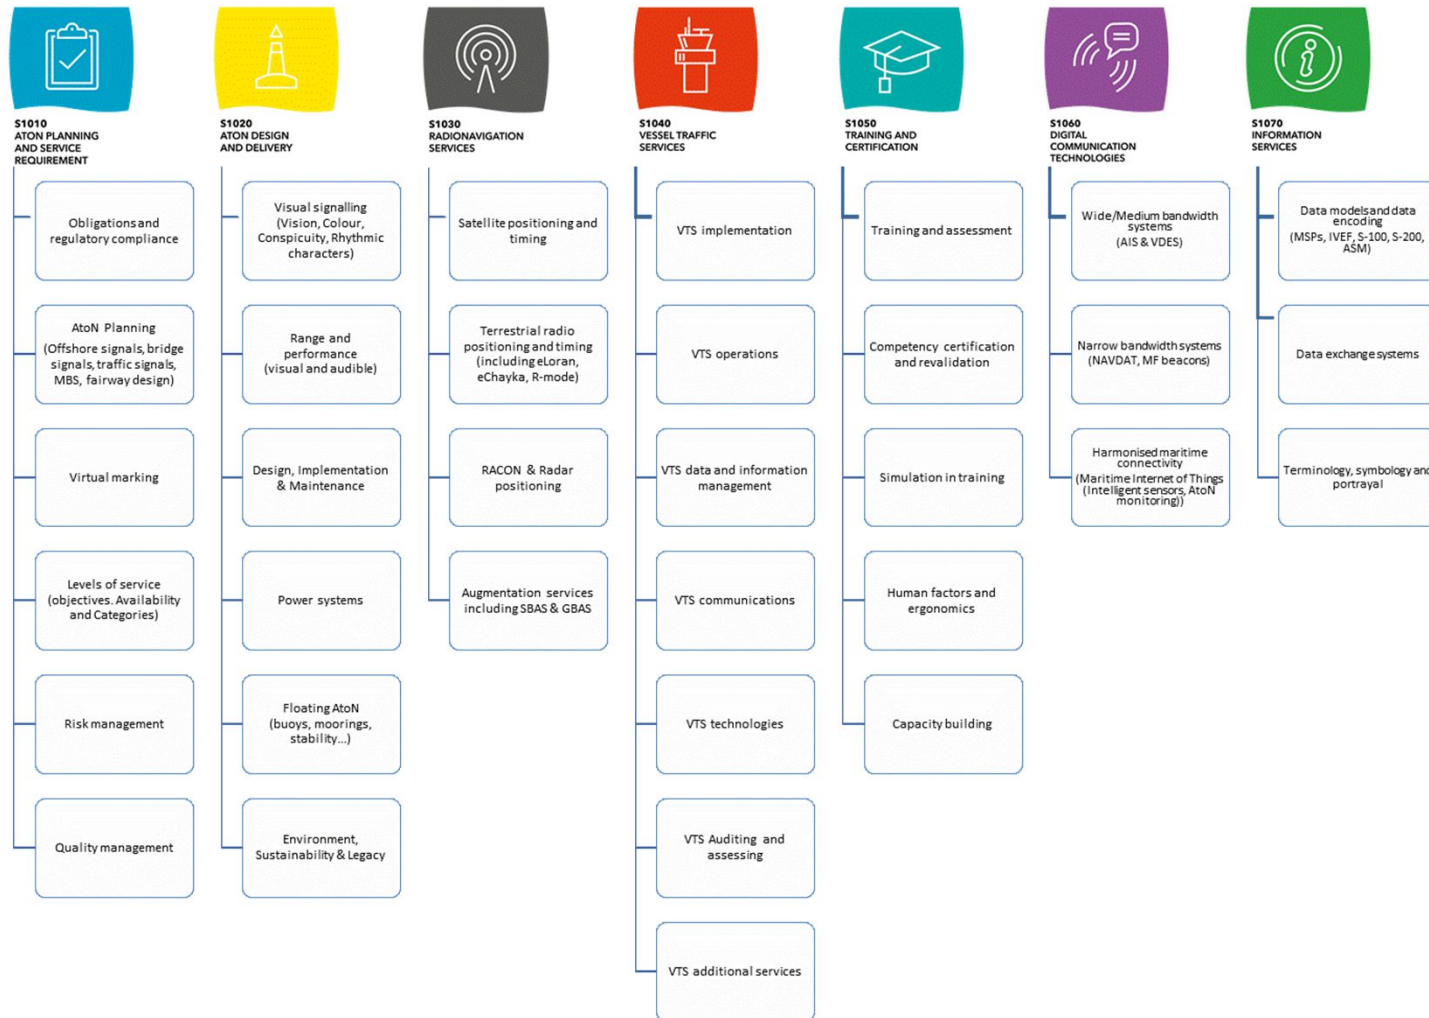 S1010
ATON PLANNING
AND SERVICE
REQUIREMENT
Obligations and
regulatory compliance
AtoN Planning
(Offshore signals, bridge
signals, traffic signals,
MBS, fairway design)
Virtual marking
Levels of service
(objectives. Availability
and Categories)
Risk management
Quality management
S1020
ATON DESIGN
AND DELIVERY
Visual signalling
(Vision, Colour,
Conspicuity, Rhythmic
characters)
Range and
performance
(visual and audible)
Design, Implementation
& Maintenance
Power systems
Floating AtoN
(buoys, moorings,
stability...)
Environment,
Sustainability & Legacy
S1030
RADIONAVIGATION
SERVICES
Satellite positioning and
timing
Terrestrial radio
positioning and timing
(including eLoran,
eChayka, R-mode)
RACON & Radar
positioning
Augmentation services
including SBAS & GBAS
S1040
VESSEL TRAFFIC
SERVICES
VTS implementation
VTS operations
VTS data and information
management
VTS communications
VTS technologies
VTS Auditing and
assessing
VTS additional services
S1050
TRAINING AND
CERTIFICATION
Training and assessment
Competency certification
and revalidation
Simulation in training
Human factors and
ergonomics
Capacity building
S1060
DIGITAL
COMMUNICATION
TECHNOLOGIES
Wide/Medium bandwidth
systems
(AIS & VDES)
Narrow bandwidth systems
(NAVDAT, MF beacons)
Harmonised maritime
connectivity
(Maritime Internet of Things
(Intelligent sensors, AtoN
monitoring))
S1070
INFORMATION
SERVICES
Data models and data
encoding
(MSPs, IVEF, S-100, S-200,
ASM)
Data exchange systems
Terminology, symbology and
portrayal